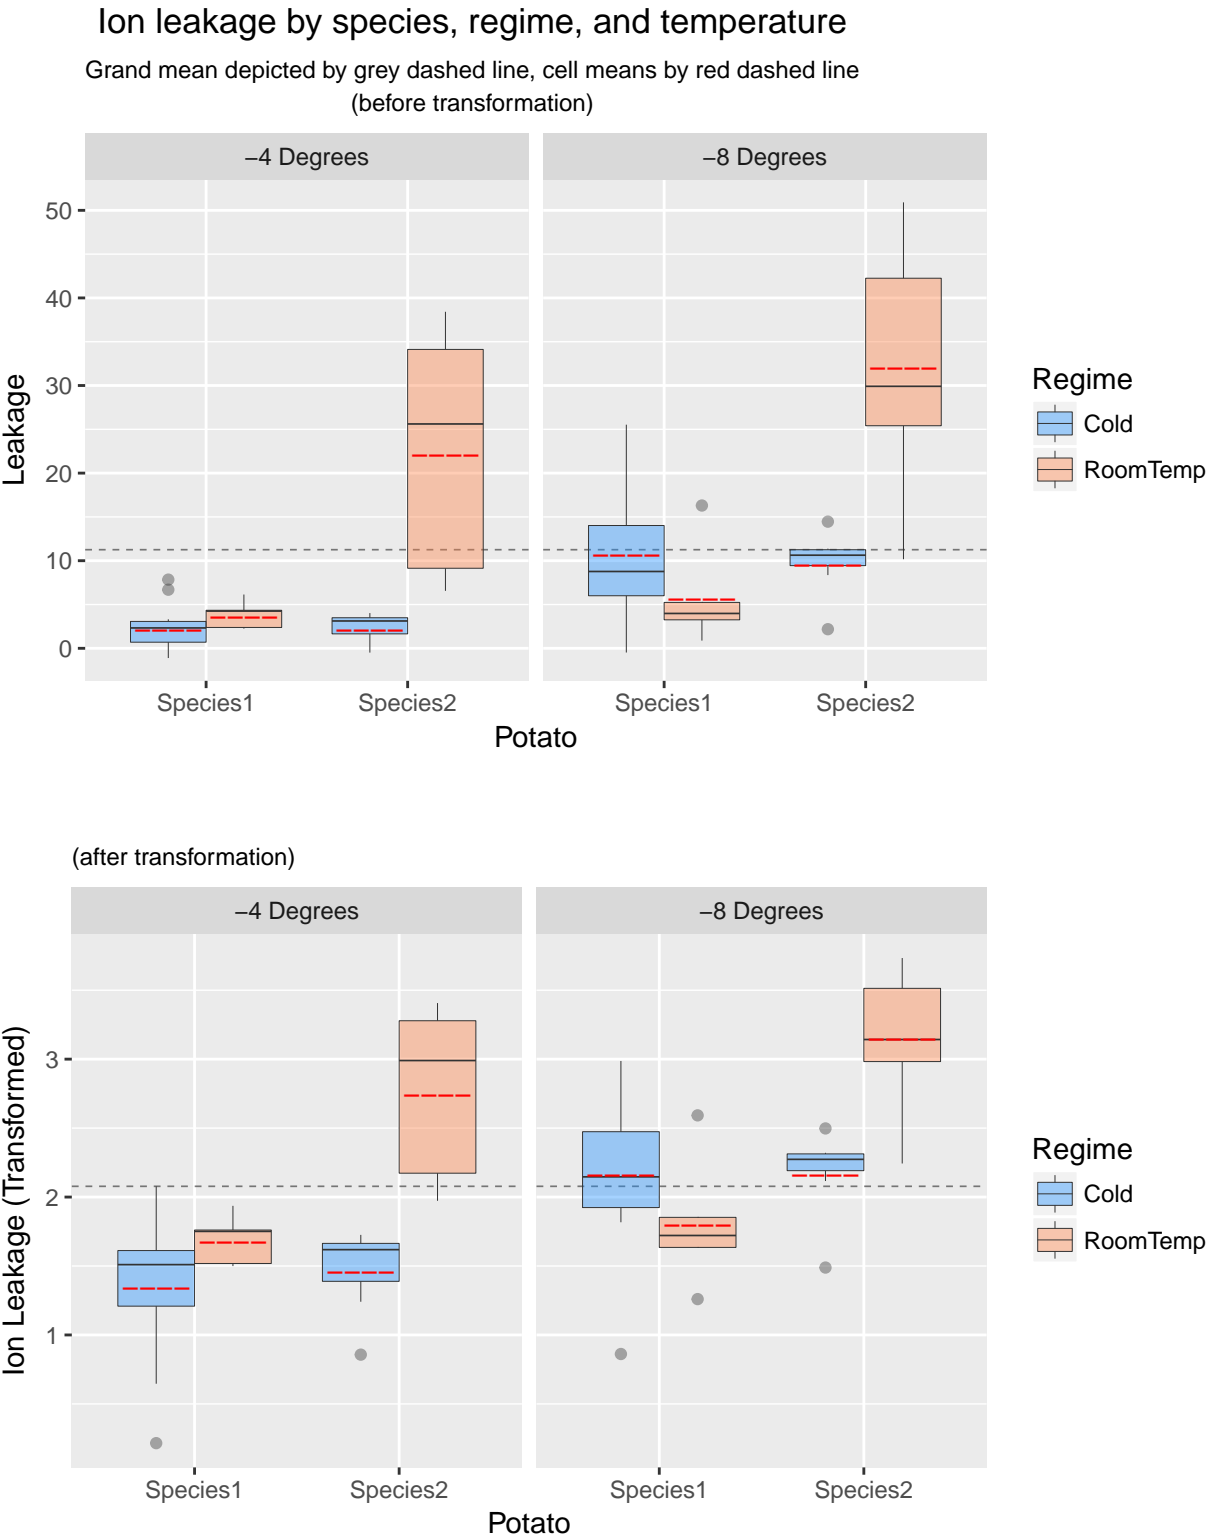 Ion leakage by species, regime, and temperature
Grand mean depicted by grey dashed line, cell means by red dashed line
(before transformation)
−4 Degrees
−8 Degrees
50
40
30
20
10
0
Leakage
Species1
Species2
Species1
Species2
Potato
Regime
Cold
RoomTemp
(after transformation)
−4 Degrees
−8 Degrees
3
2
1
Ion Leakage (Transformed)
Species1
Species2
Species1
Species2
Potato
Regime
Cold
RoomTemp